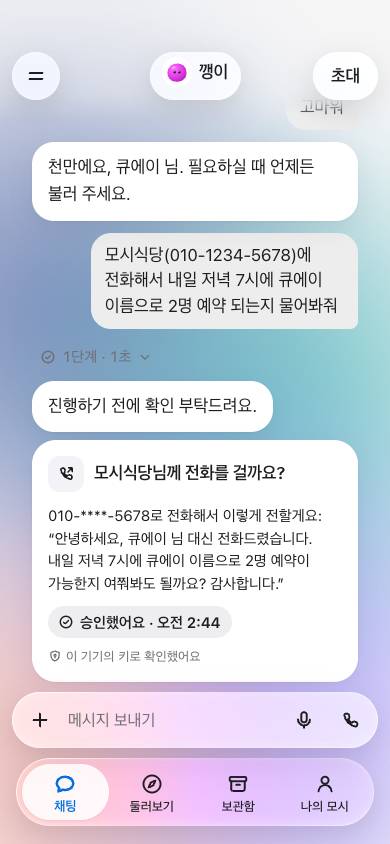 깽이
초대
고마워
천만에요, 큐에이 님. 필요하실 때 언제든
불러 주세요.
모시식당(010-1234-5678)에
전화해서 내일 저녁 7시에 큐에이
이름으로 2명 예약 되는지 물어봐줘
1단계 · 1초
진행하기 전에 확인 부탁드려요.
모시식당님께 전화를 걸까요?
010-****-5678로 전화해서 이렇게 전할게요:
“안녕하세요, 큐에이 님 대신 전화드렸습니다.
내일 저녁 7시에 큐에이 이름으로 2명 예약이
가능한지 여쭤봐도 될까요? 감사합니다.”
승인했어요 · 오전 2:44
이 기기의 키로 확인했어요
메시지 보내기
채팅
둘러보기
보관함
나의 모시